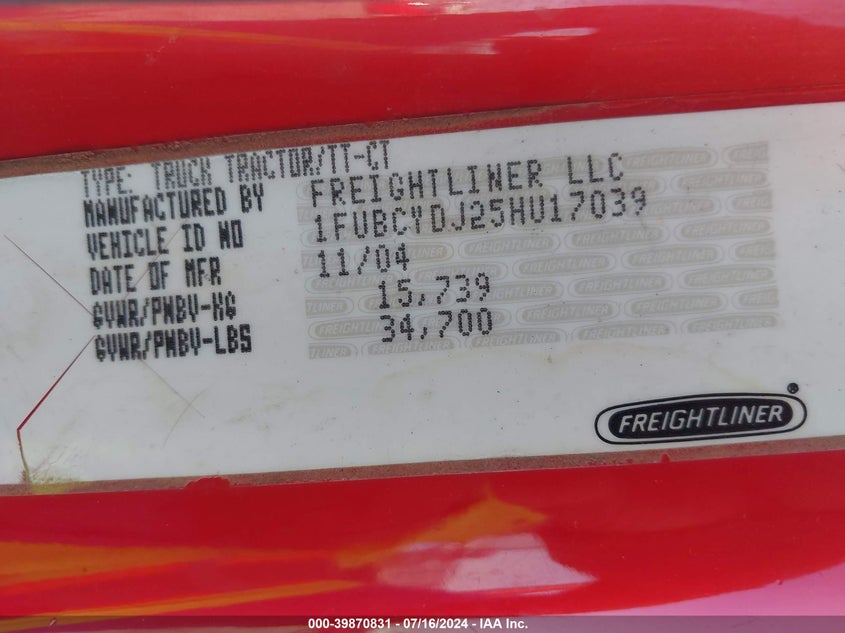 TYPE: TRUCK TRACTOR/TT-CT
MANUFACTURED BY FREIGHTLINER LLC
VEHICLE ID NO 1FUBCYDJ25HU17039
DATE OF MFR 11/04
GVWR/PNBV-KG 15,739
GVWR/PNBV-LBS 34,700
FREIGHTLINER®
000-39870831 - 07/16/2024 - IAA Inc.